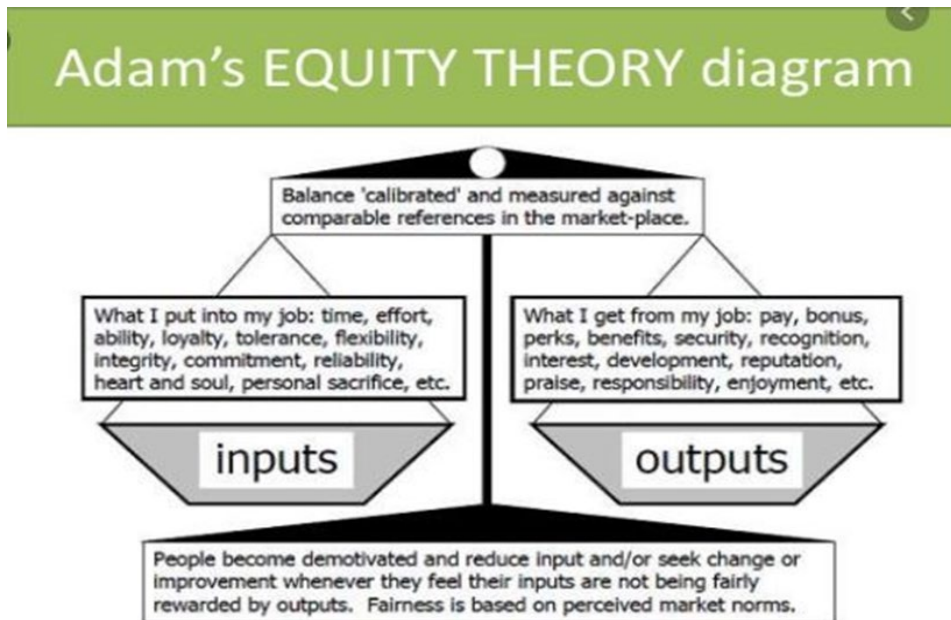 Adam's EQUITY THEORY diagram
Balance 'calibrated' and measured against
comparable references in the market-place.
What I put into my job: time, effort,
ability, loyalty, tolerance, flexibility,
integrity, commitment, reliability,
heart and soul, personal sacrifice, etc.
What I get from my job: pay, bonus,
perks, benefits, security, recognition,
interest, development, reputation,
praise, responsibility, enjoyment, etc.
inputs
outputs
People become demotivated and reduce input and/or seek change or
improvement whenever they feel their inputs are not being fairly
rewarded by outputs. Fairness is based on perceived market norms.